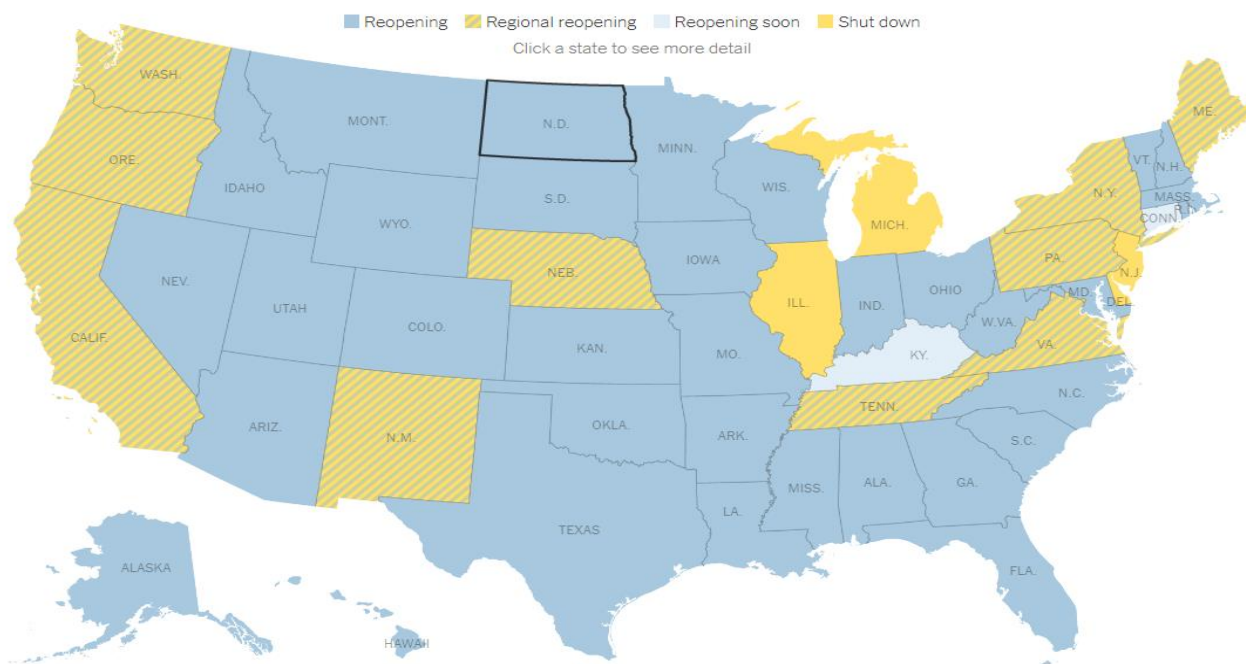 Reopening Regional reopening Reopening soon Shut down
Click a state to see more detail
WASH.
ME.
MONT.
N.D.
MINN.
ORE.
VT.
N.H.
IDAHO
WIS.
S.D.
N.Y.
MASS.
R.I.
CONN.
WYO.
MICH.
IOWA
PA.
NEB.
N.J.
NEV.
OHIO
MD.
DEL.
UTAH
ILL.
IND.
COLO.
W.VA.
CALIF.
KAN.
MO.
KY.
VA.
N.C.
TENN.
ARIZ.
N.M.
OKLA.
ARK.
S.C.
MISS.
ALA.
GA.
LA.
TEXAS
ALASKA
FLA.
HAWAII